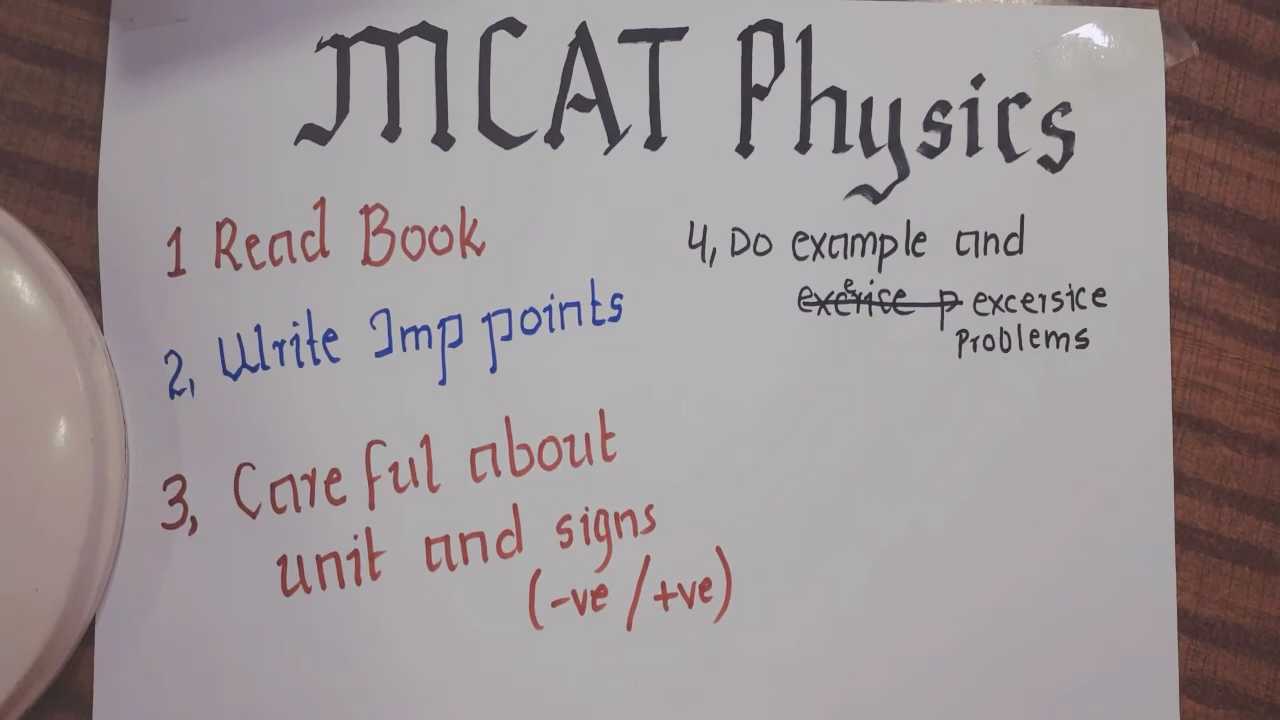 MCAT Physics
1 Read Book
2, Write Imp points
3, Careful about
unit and signs
(-ve / +ve)
4, Do example and
exerice p excersice
problems